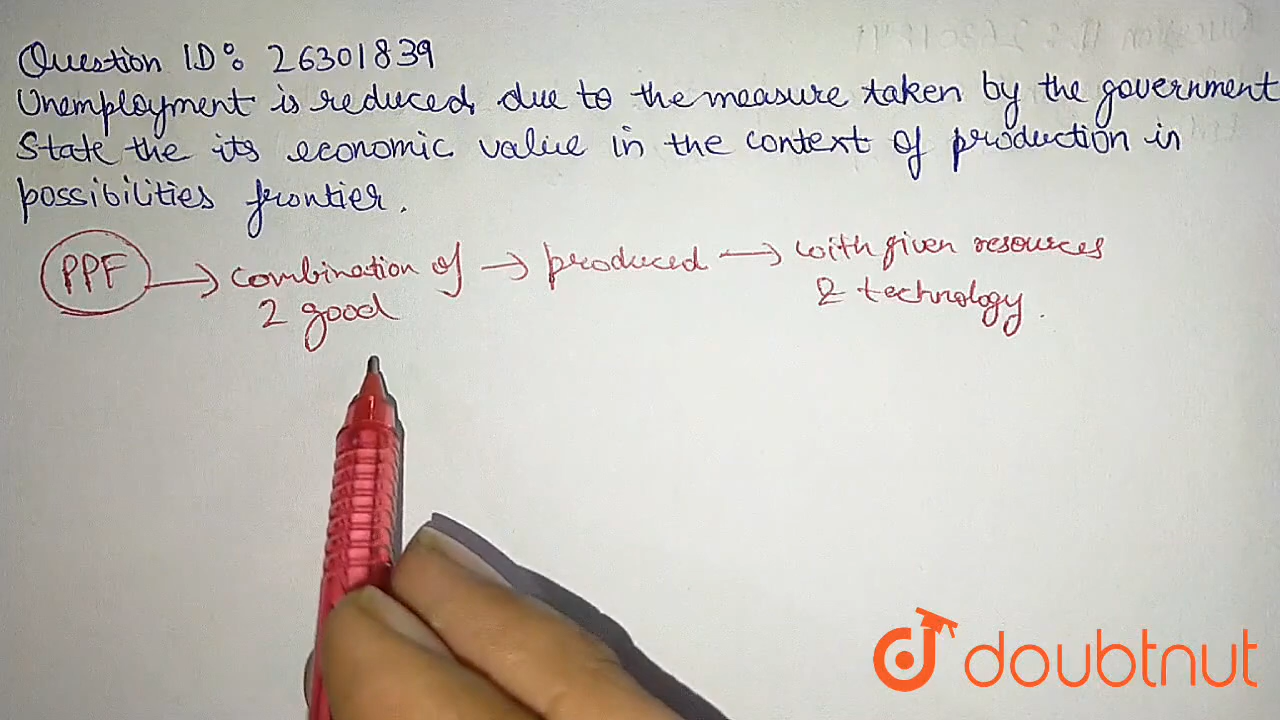 Question ID: 26301839
Unemployment is reduced, due to the measure taken by the government
State the its economic value in the context of production in
possibilities frontier.
PPF → combination of → produced → with given resources
2 good & technology.
doubtnut